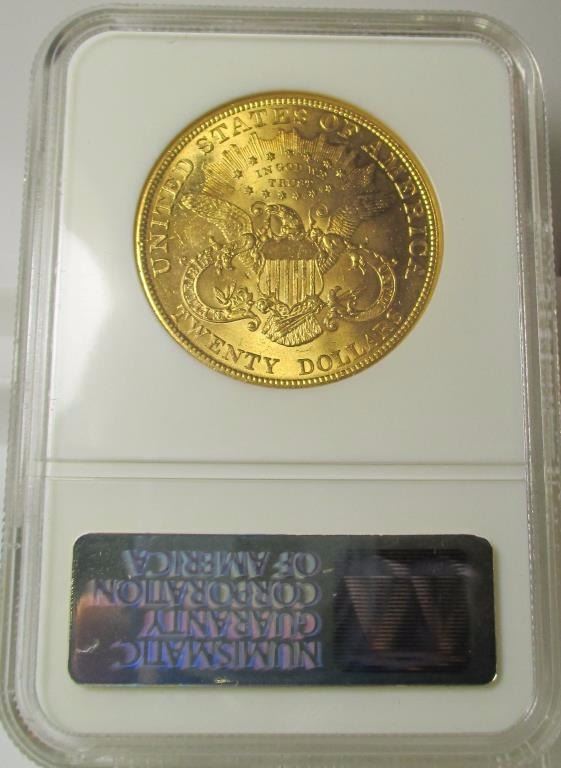 UNITED STATES OF AMERICA
IN GOD WE
TRUST
TWENTY DOLLARS
NUMISMATIC
GUARANTY
CORPORATION
OF AMERICA